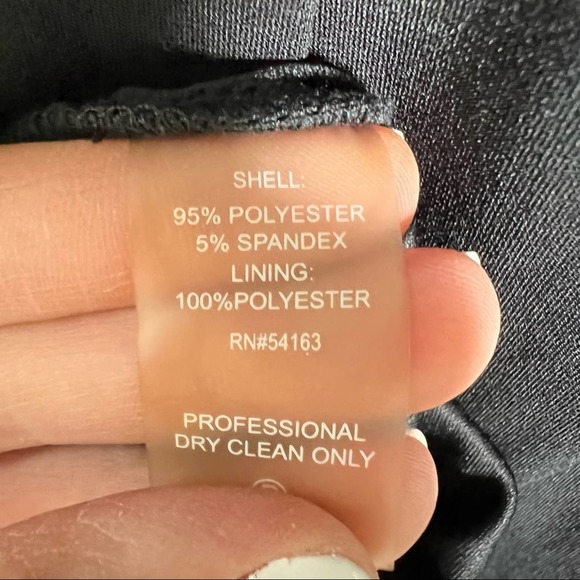 SHELL:
95% POLYESTER
5% SPANDEX
LINING:
100%POLYESTER
RN#54163
PROFESSIONAL
DRY CLEAN ONLY